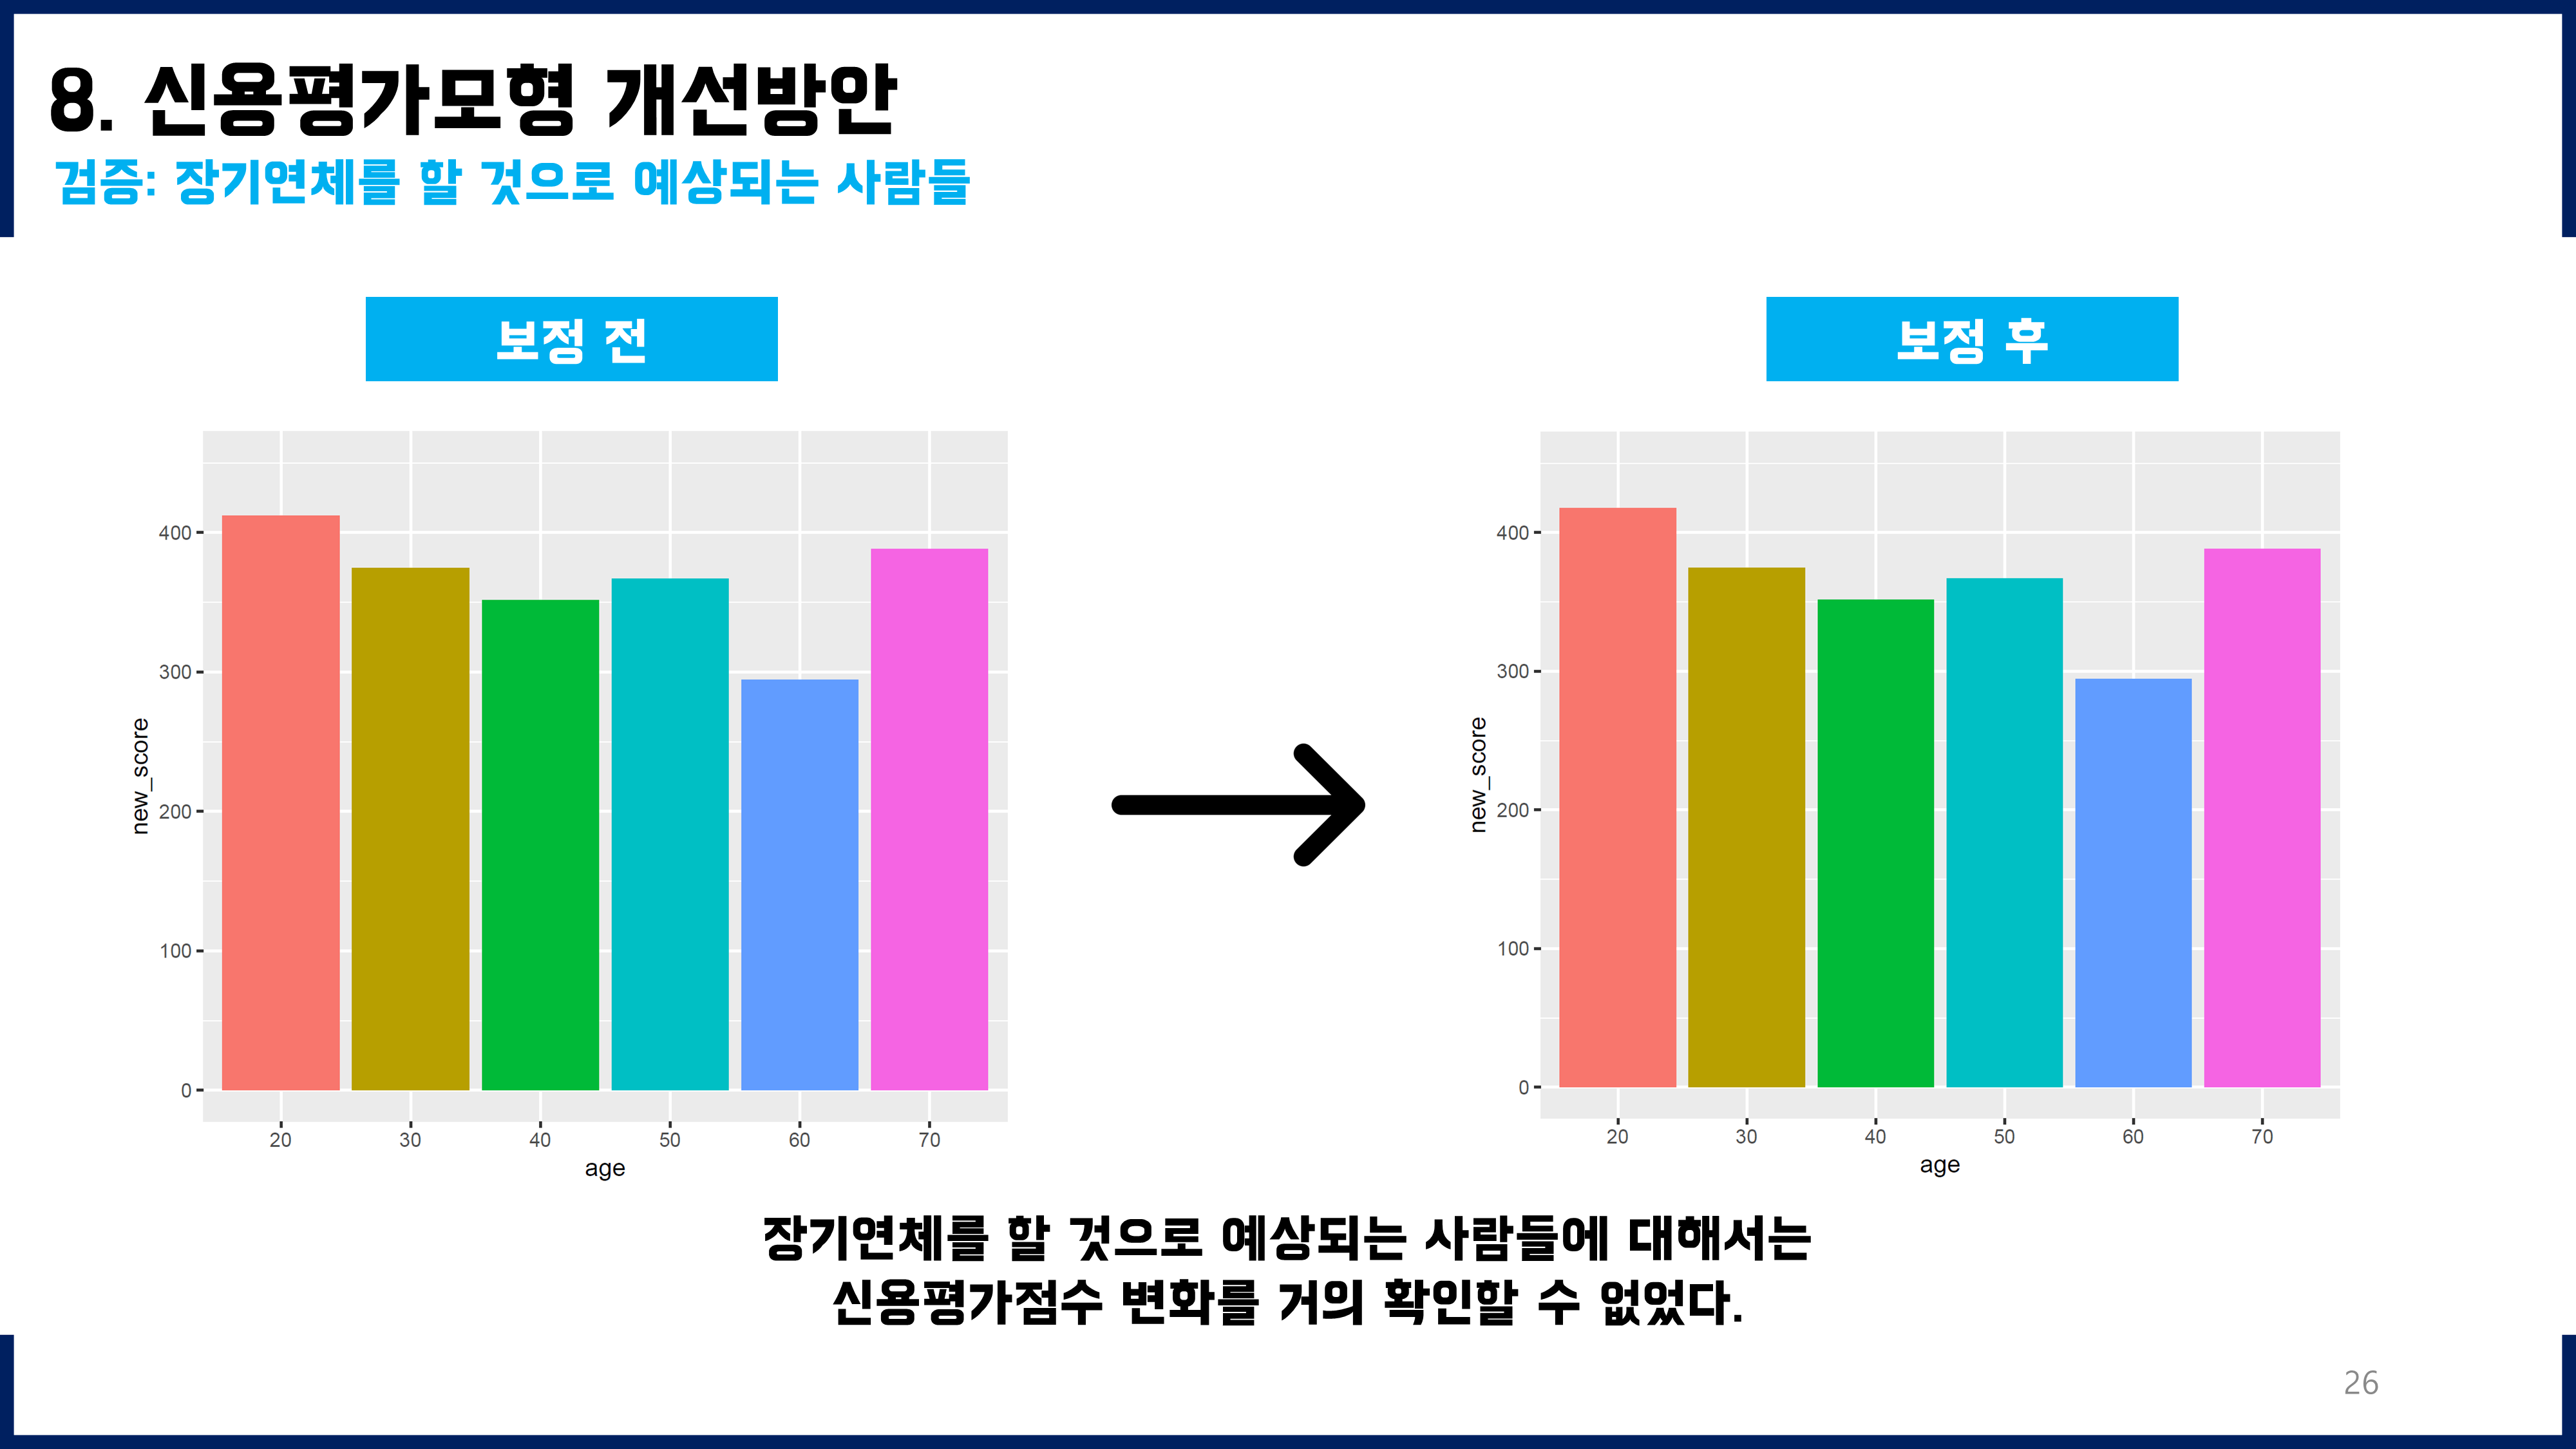 8. 신용평가모형 개선방안
검증: 장기연체를 할 것으로 예상되는 사람들
보정 전
보정 후
400
300
200
100
0
new_score
20 30 40 50 60 70
age
400
300
200
100
0
new_score
20 30 40 50 60 70
age
장기연체를 할 것으로 예상되는 사람들에 대해서는
신용평가점수 변화를 거의 확인할 수 없었다.
26